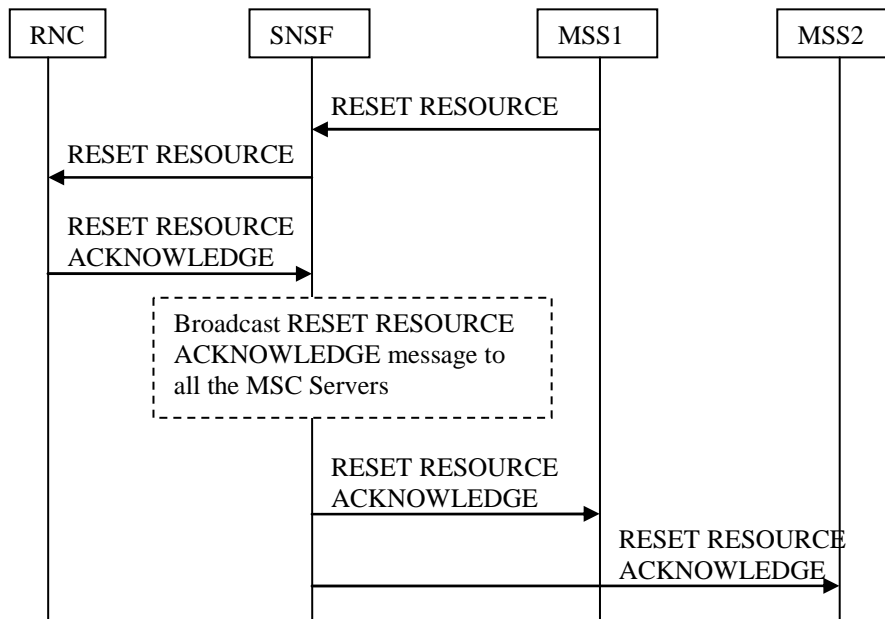 RNC
SNSF
MSS1
MSS2
RESET RESOURCE
RESET RESOURCE
RESET RESOURCE
ACKNOWLEDGE
Broadcast RESET RESOURCE
ACKNOWLEDGE message to
all the MSC Servers
RESET RESOURCE
ACKNOWLEDGE
RESET RESOURCE
ACKNOWLEDGE